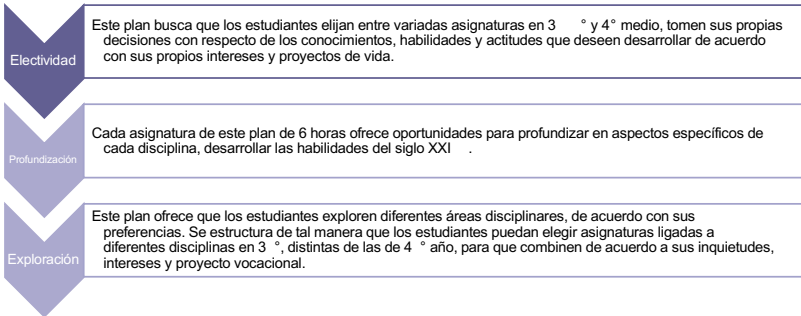 Electividad
Este plan busca que los estudiantes elijan entre variadas asignaturas en 3 ° y 4° medio, tomen sus propias
decisiones con respecto de los conocimientos, habilidades y actitudes que deseen desarrollar de acuerdo
con sus propios intereses y proyectos de vida.
Profundización
Cada asignatura de este plan de 6 horas ofrece oportunidades para profundizar en aspectos específicos de
cada disciplina, desarrollar las habilidades del siglo XXI .
Exploración
Este plan ofrece que los estudiantes exploren diferentes áreas disciplinares, de acuerdo con sus
preferencias. Se estructura de tal manera que los estudiantes puedan elegir asignaturas ligadas a
diferentes disciplinas en 3 °, distintas de las de 4 ° año, para que combinen de acuerdo a sus inquietudes,
intereses y proyecto vocacional.